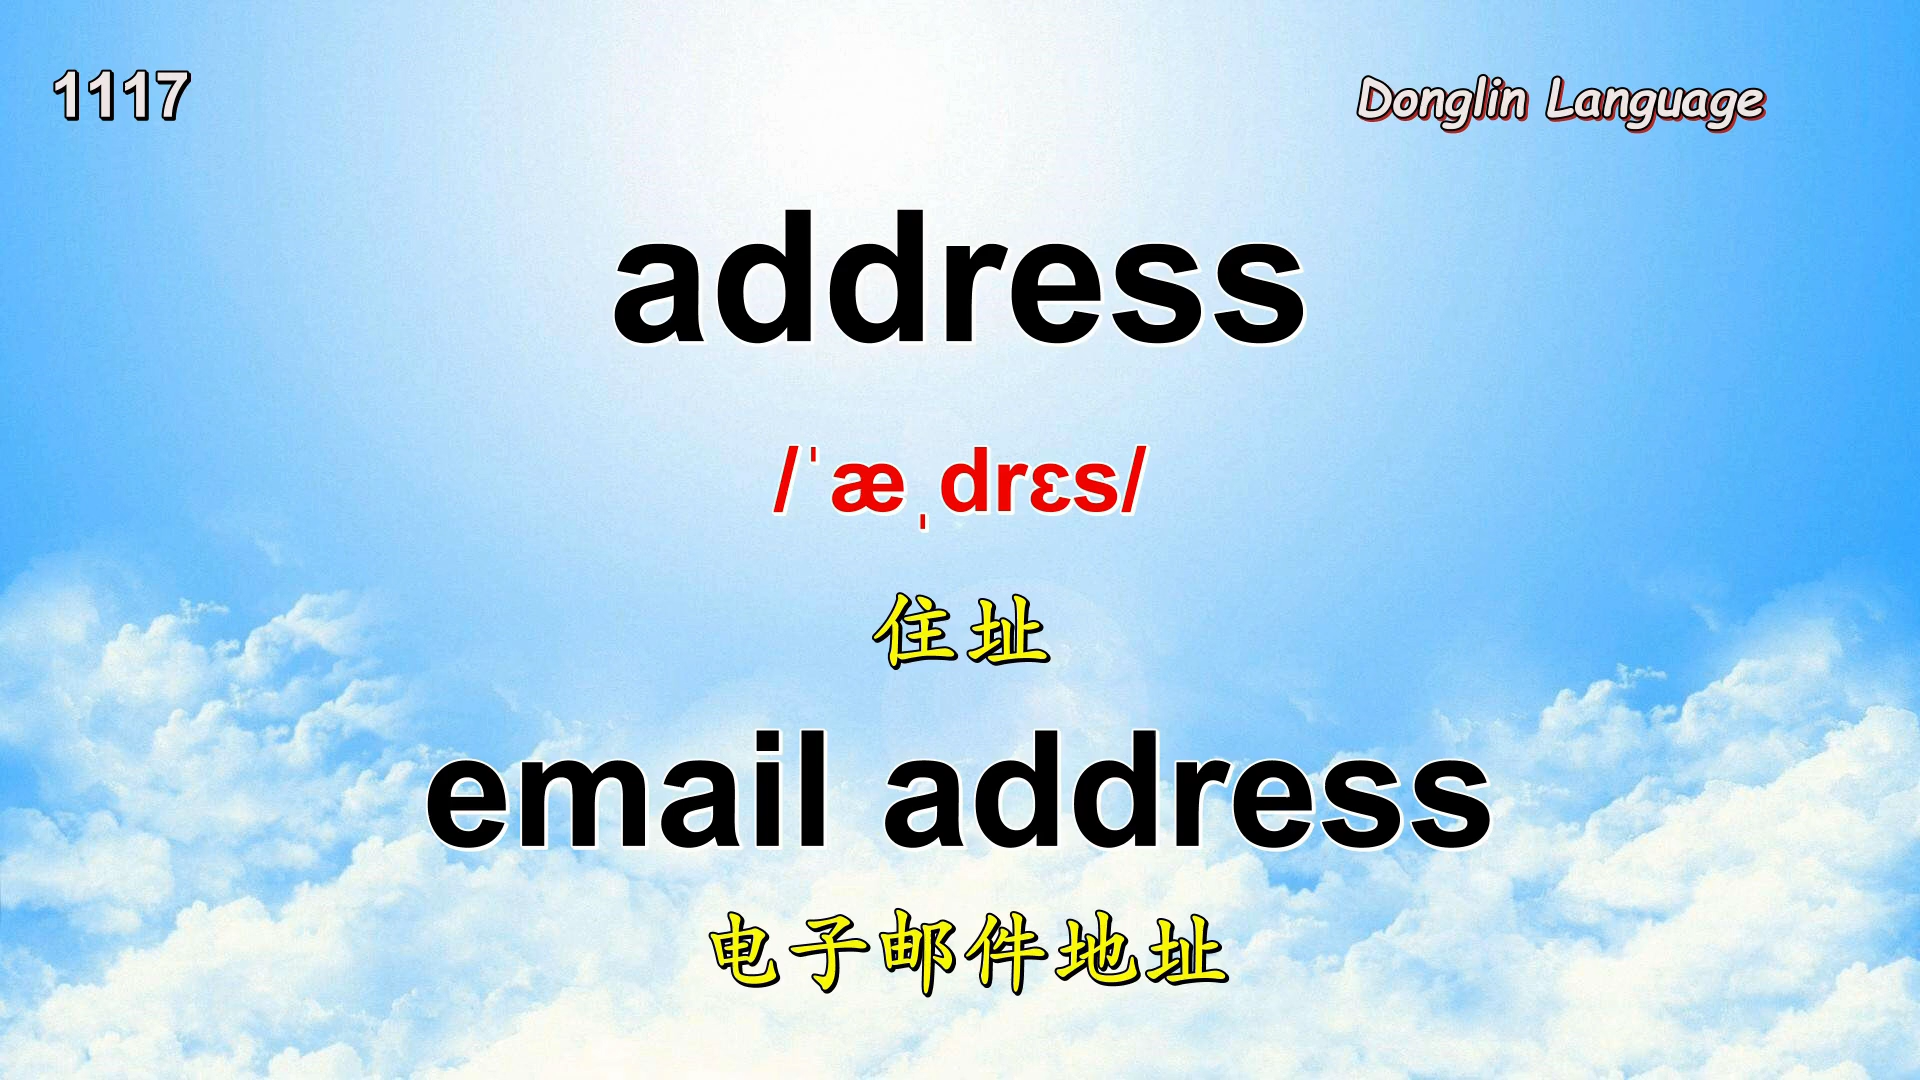 1117
Donglin Language
address
/ˈæˌdrɛs/
住址
email address
电子邮件地址